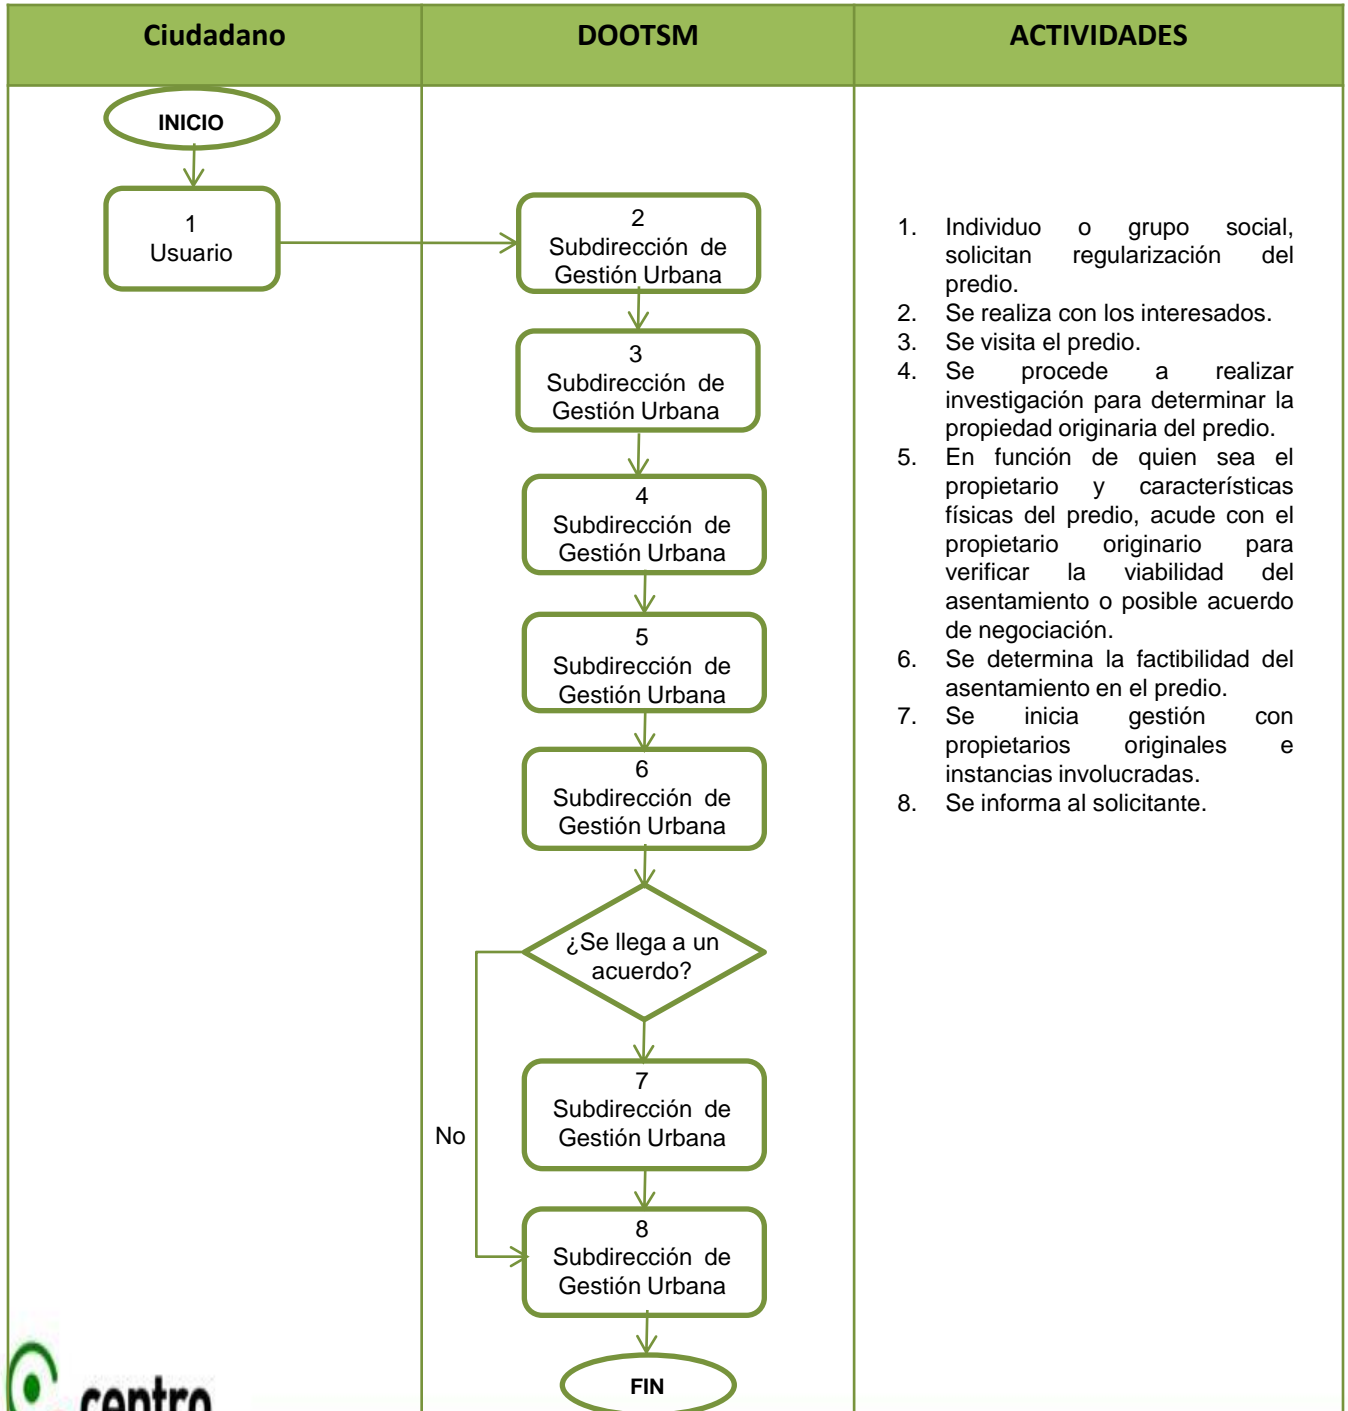 Ciudadano
DOOTSM
ACTIVIDADES
INICIO
1
Usuario
2
Subdirección de
Gestión Urbana
3
Subdirección de
Gestión Urbana
4
Subdirección de
Gestión Urbana
5
Subdirección de
Gestión Urbana
6
Subdirección de
Gestión Urbana
¿Se llega a un
acuerdo?
No
7
Subdirección de
Gestión Urbana
8
Subdirección de
Gestión Urbana
FIN
1. Individuo o grupo social,
solicitan regularización del
predio.
2. Se realiza con los interesados.
3. Se visita el predio.
4. Se procede a realizar
investigación para determinar la
propiedad originaria del predio.
5. En función de quien sea el
propietario y características
físicas del predio, acude con el
propietario originario para
verificar la viabilidad del
asentamiento o posible acuerdo
de negociación.
6. Se determina la factibilidad del
asentamiento en el predio.
7. Se inicia gestión con
propietarios originales e
instancias involucradas.
8. Se informa al solicitante.
centro